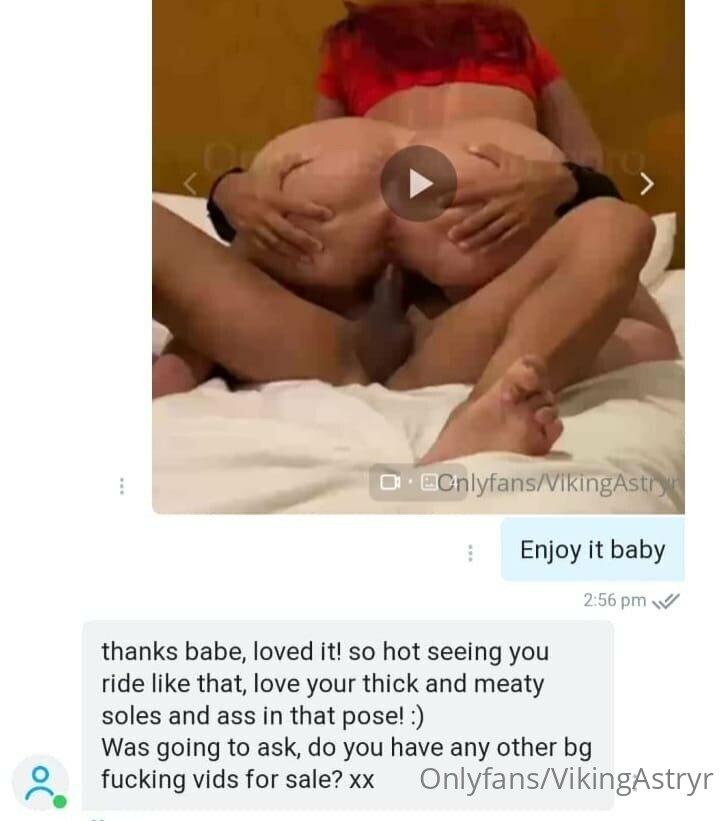 Onlyfans/VikingAstryr
Enjoy it baby
2:56 pm
thanks babe, loved it! so hot seeing you
ride like that, love your thick and meaty
soles and ass in that pose! :)
Was going to ask, do you have any other bg
fucking vids for sale? xx
Onlyfans/VikingAstryr